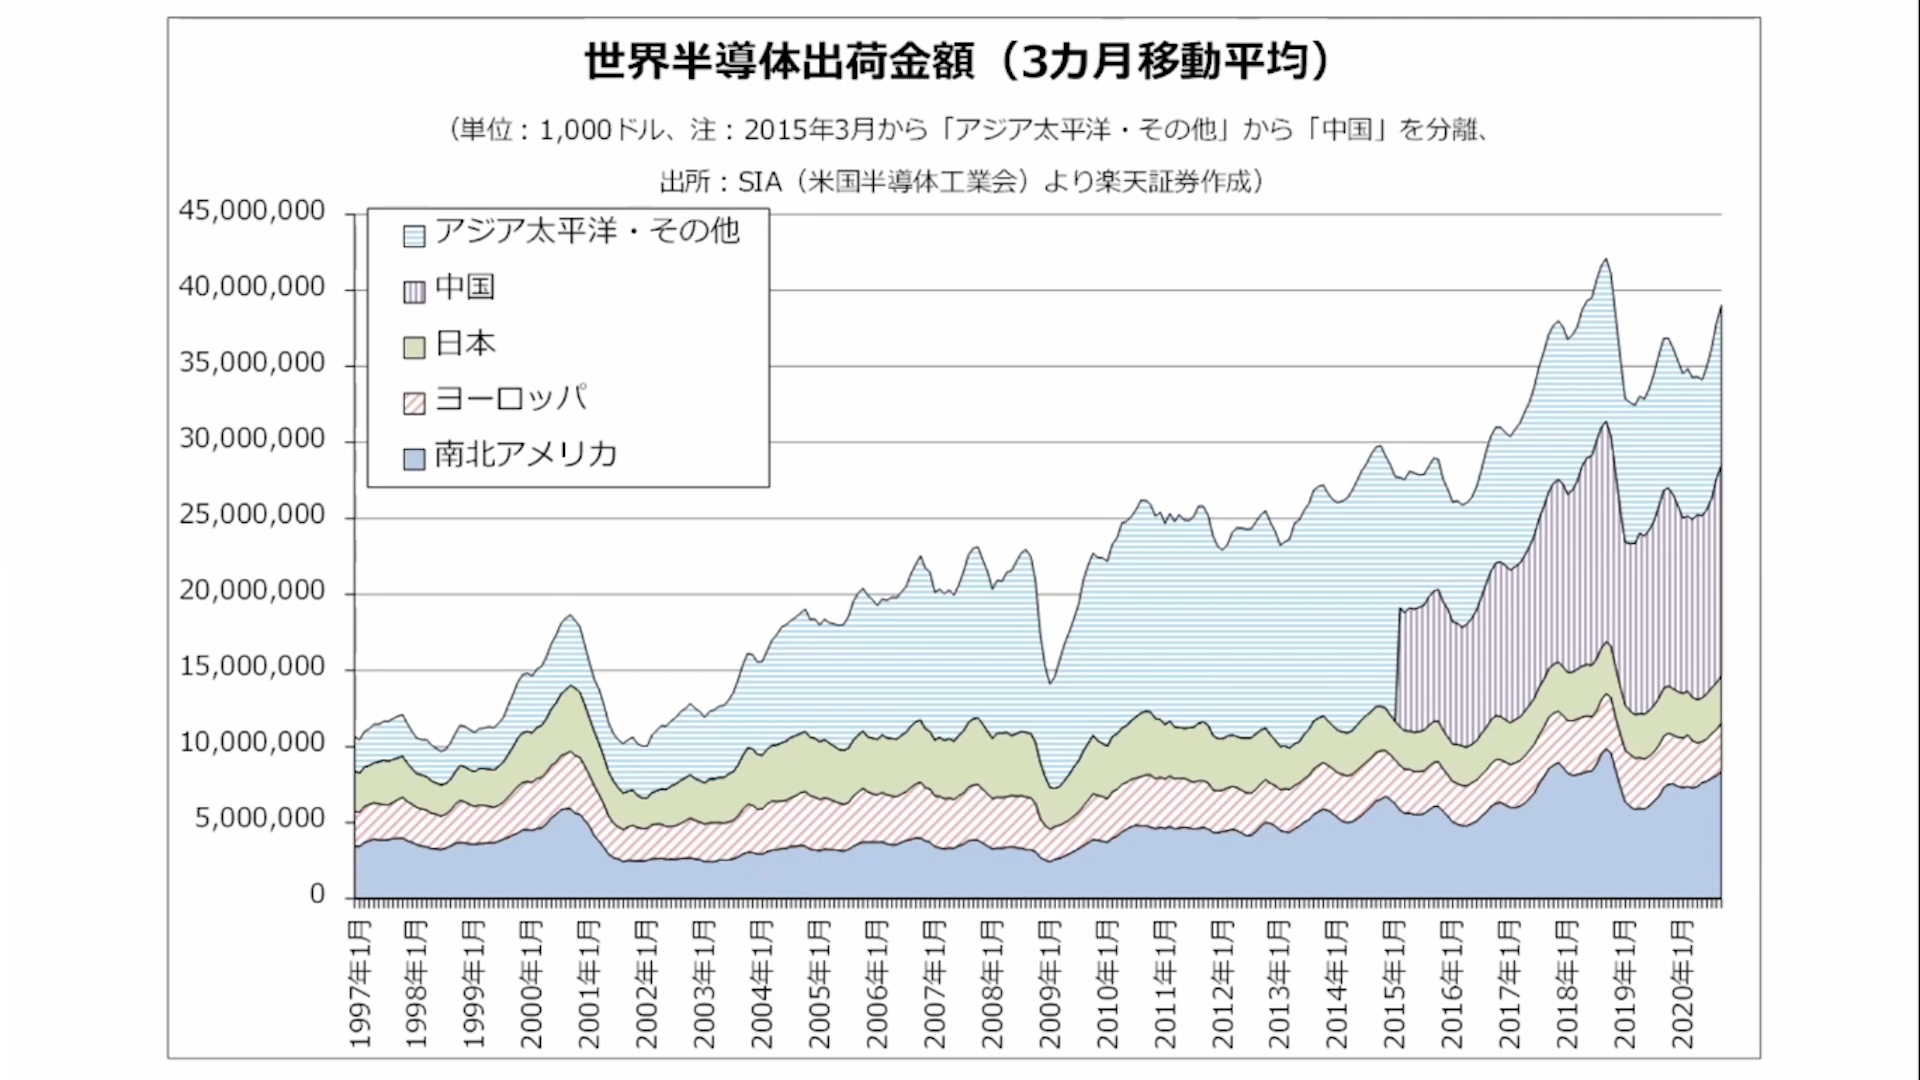 世界半導体出荷金額（3カ月移動平均）
（単位：1,000ドル、注：2015年3月から「アジア太平洋・その他」から「中国」を分離、
出所：SIA（米国半導体工業会）より楽天証券作成）
45,000,000
40,000,000
35,000,000
30,000,000
25,000,000
20,000,000
15,000,000
10,000,000
5,000,000
0
アジア太平洋・その他
中国
日本
ヨーロッパ
南北アメリカ
1997年1月
1998年1月
1999年1月
2000年1月
2001年1月
2002年1月
2003年1月
2004年1月
2005年1月
2006年1月
2007年1月
2008年1月
2009年1月
2010年1月
2011年1月
2012年1月
2013年1月
2014年1月
2015年1月
2016年1月
2017年1月
2018年1月
2019年1月
2020年1月